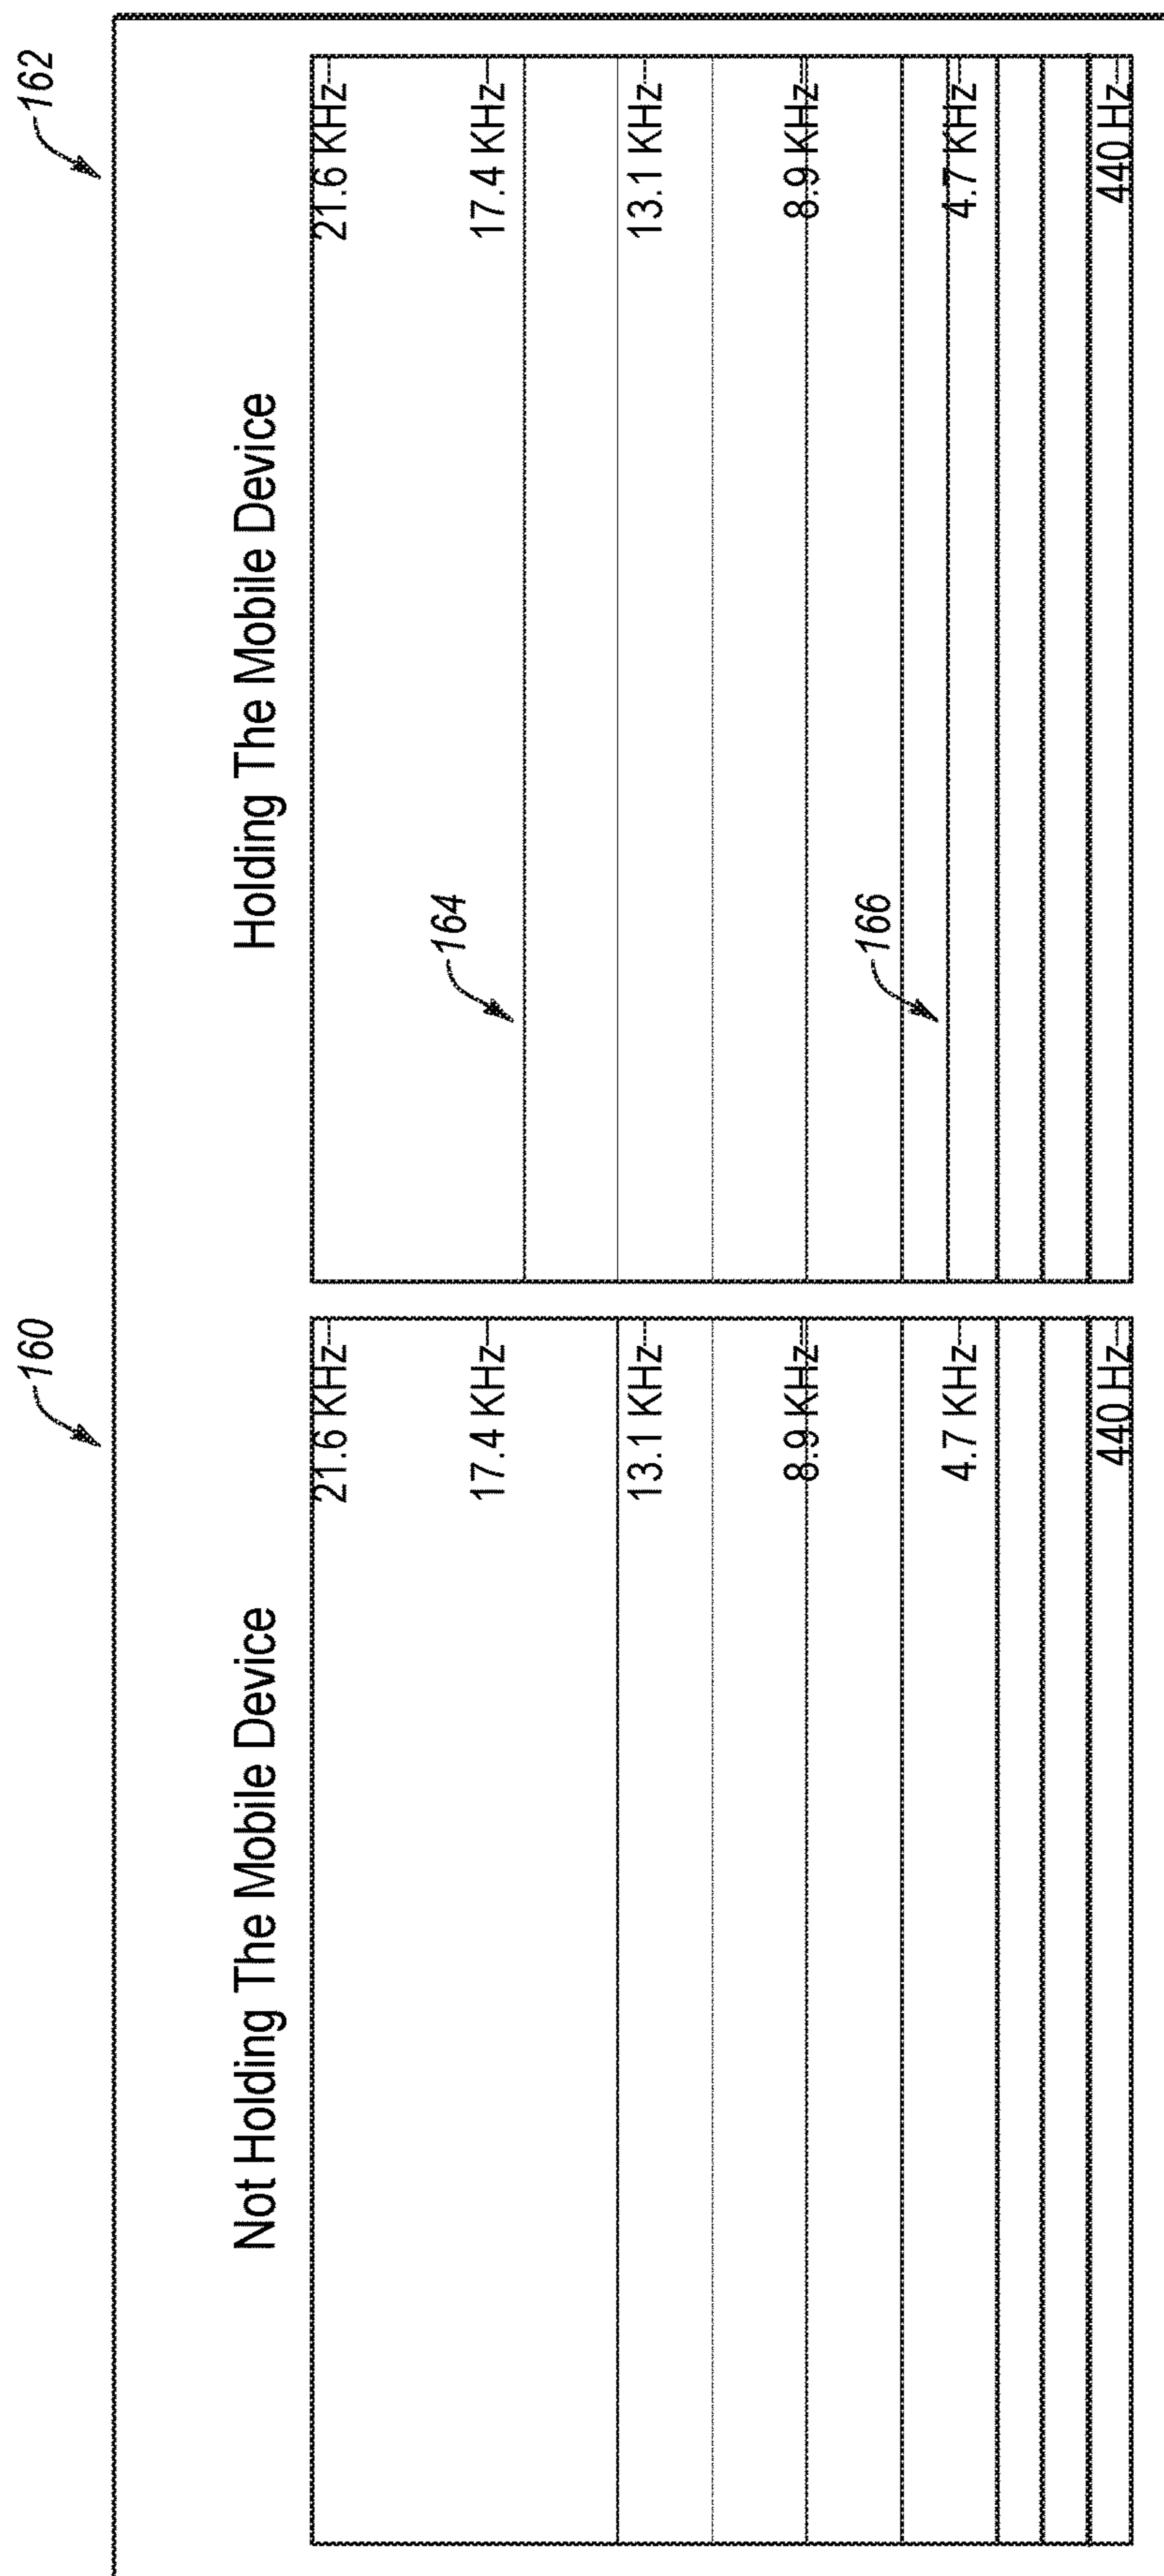 160
162
Not Holding The Mobile Device
Holding The Mobile Device
21.6 KHz
17.4 KHz
13.1 KHz
8.9 KHz
4.7 KHz
440 Hz
164
166
21.6 KHz
17.4 KHz
13.1 KHz
8.9 KHz
4.7 KHz
440 Hz